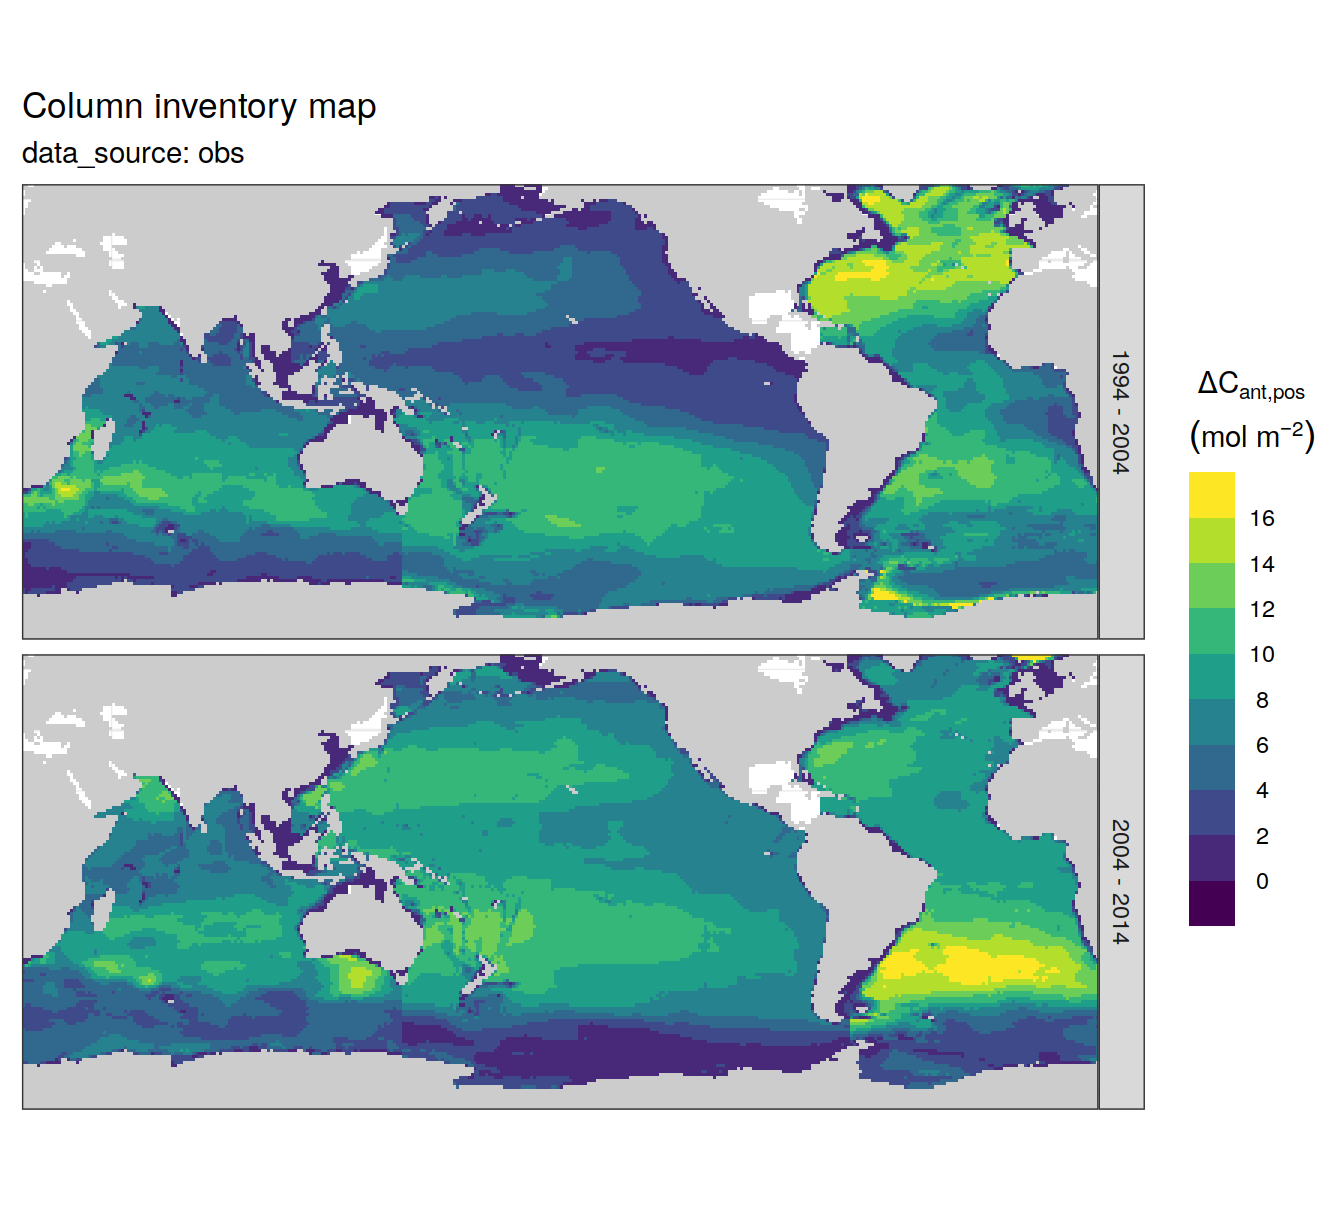 Column inventory map
data_source: obs
1994 - 2004
2004 - 2014
ΔCant,pos
(mol m−2)
16
14
12
10
8
6
4
2
0